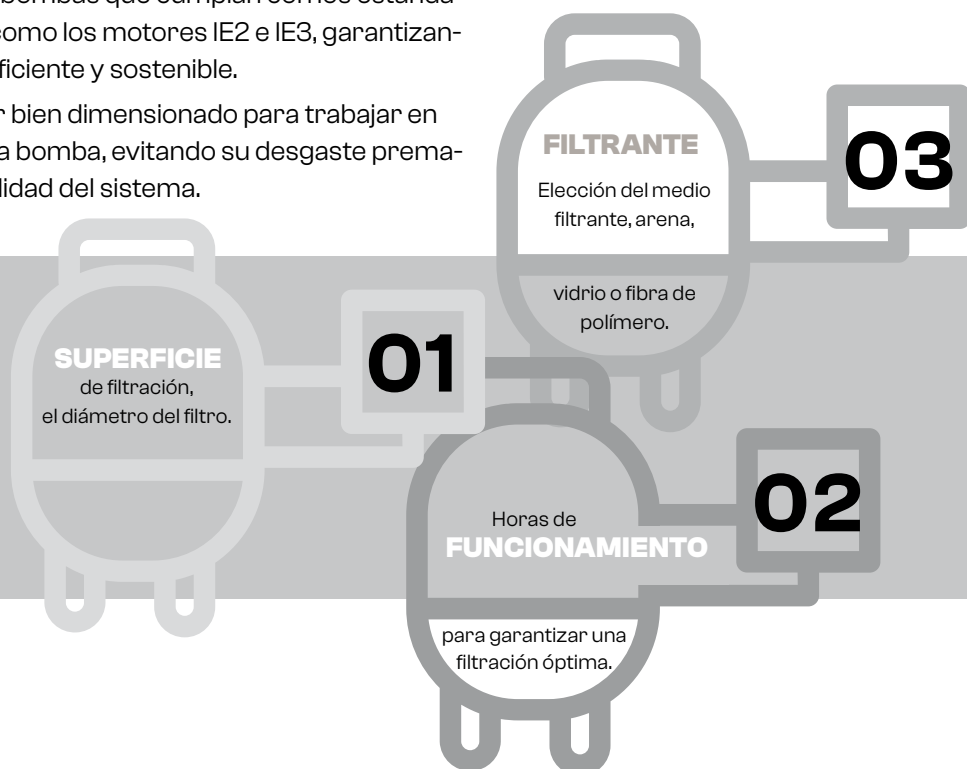 bombas que cumplan con los estánda-
como los motores IE2 e IE3, garantizan-
ficiente y sostenible.
r bien dimensionado para trabajar en
a bomba, evitando su desgaste prema-
lidad del sistema.
SUPERFICIE
de filtración,
el diámetro del filtro.
01
Horas de
FUNCIONAMIENTO
para garantizar una
filtración óptima.
02
FILTRANTE
Elección del medio
filtrante, arena,
vidrio o fibra de
polímero.
03